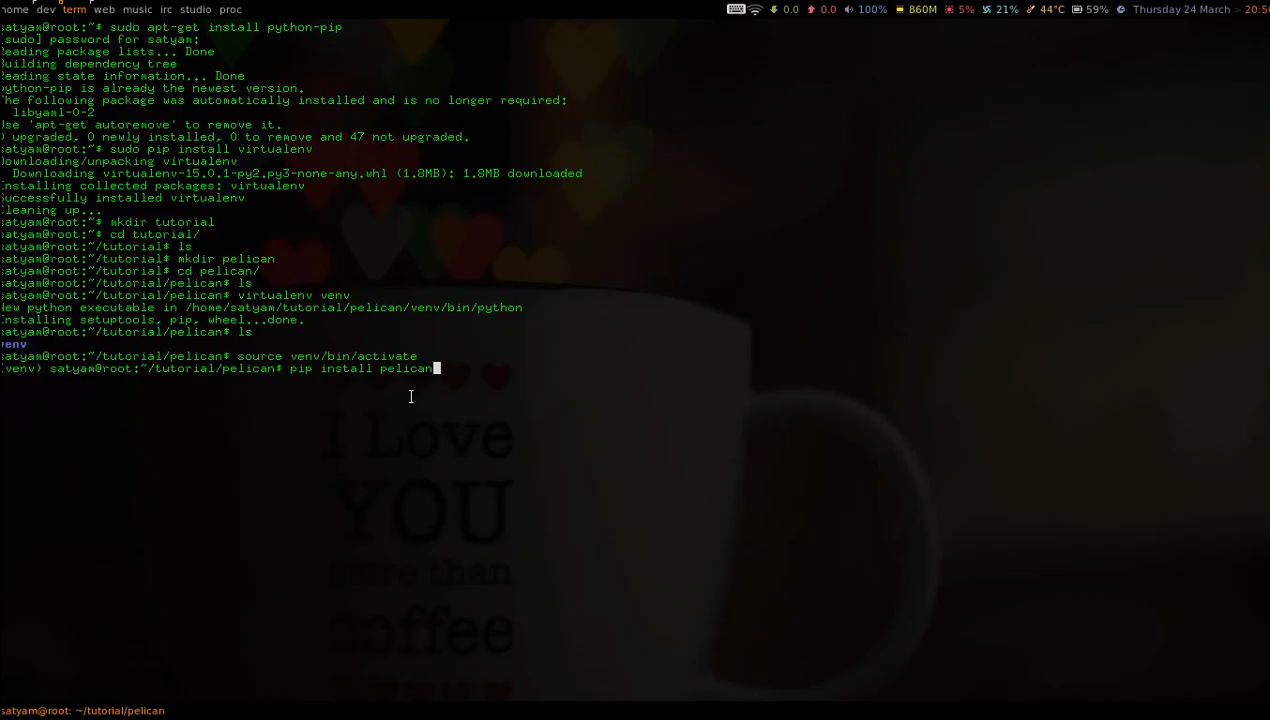 home dev term web music irc studio proc
0.0 0.0 100% 860M 5% 21% 44°C 59% Thursday 24 March > 20:5
satyam@root:~$ sudo apt-get install python-pip
[sudo] password for satyam:
Reading package lists... Done
Building dependency tree
Reading state information... Done
python-pip is already the newest version.
The following package was automatically installed and is no longer required:
libyaml-0-2
Use 'apt-get autoremove' to remove it.
0 upgraded, 0 newly installed, 0 to remove and 47 not upgraded.
satyam@root:~$ sudo pip install virtualenv
Downloading/unpacking virtualenv
Downloading virtualenv-15.0.1-py2.py3-none-any.whl (1.8MB): 1.8MB downloaded
Installing collected packages: virtualenv
Successfully installed virtualenv
Cleaning up...
satyam@root:~$ mkdir tutorial
satyam@root:~$ cd tutorial/
satyam@root:~/tutorial$ ls
satyam@root:~/tutorial$ mkdir pelican
satyam@root:~/tutorial$ cd pelican/
satyam@root:~/tutorial/pelican$ ls
satyam@root:~/tutorial/pelican$ virtualenv venv
New python executable in /home/satyam/tutorial/pelican/venv/bin/python
Installing setuptools, pip, wheel...done.
satyam@root:~/tutorial/pelican$ ls
venv
satyam@root:~/tutorial/pelican$ source venv/bin/activate
(venv) satyam@root:~/tutorial/pelican$ pip install pelican
I Love
YOU
more than
coffee
satyam@root: ~/tutorial/pelican